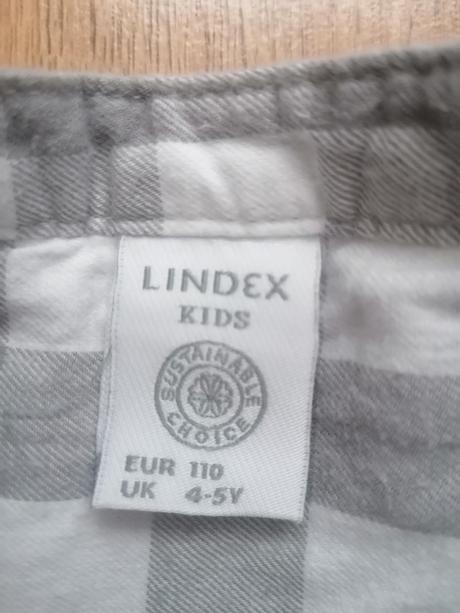 LINDEX
KIDS
SUSTAINABLE
CHOICE
EUR 110
UK 4-5Y